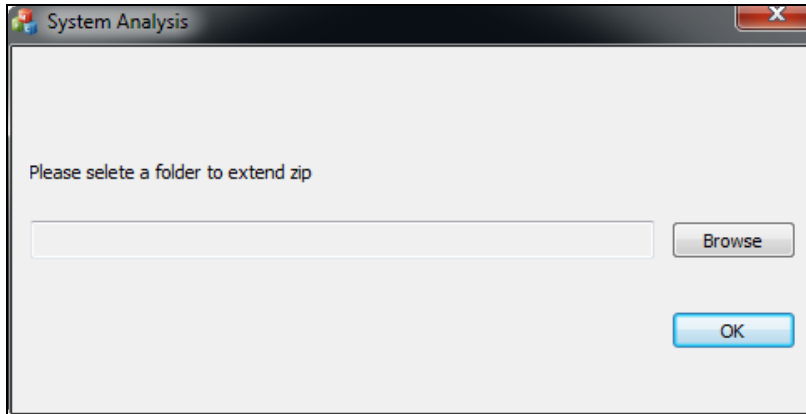 System Analysis
Please selete a folder to extend zip
Browse
OK